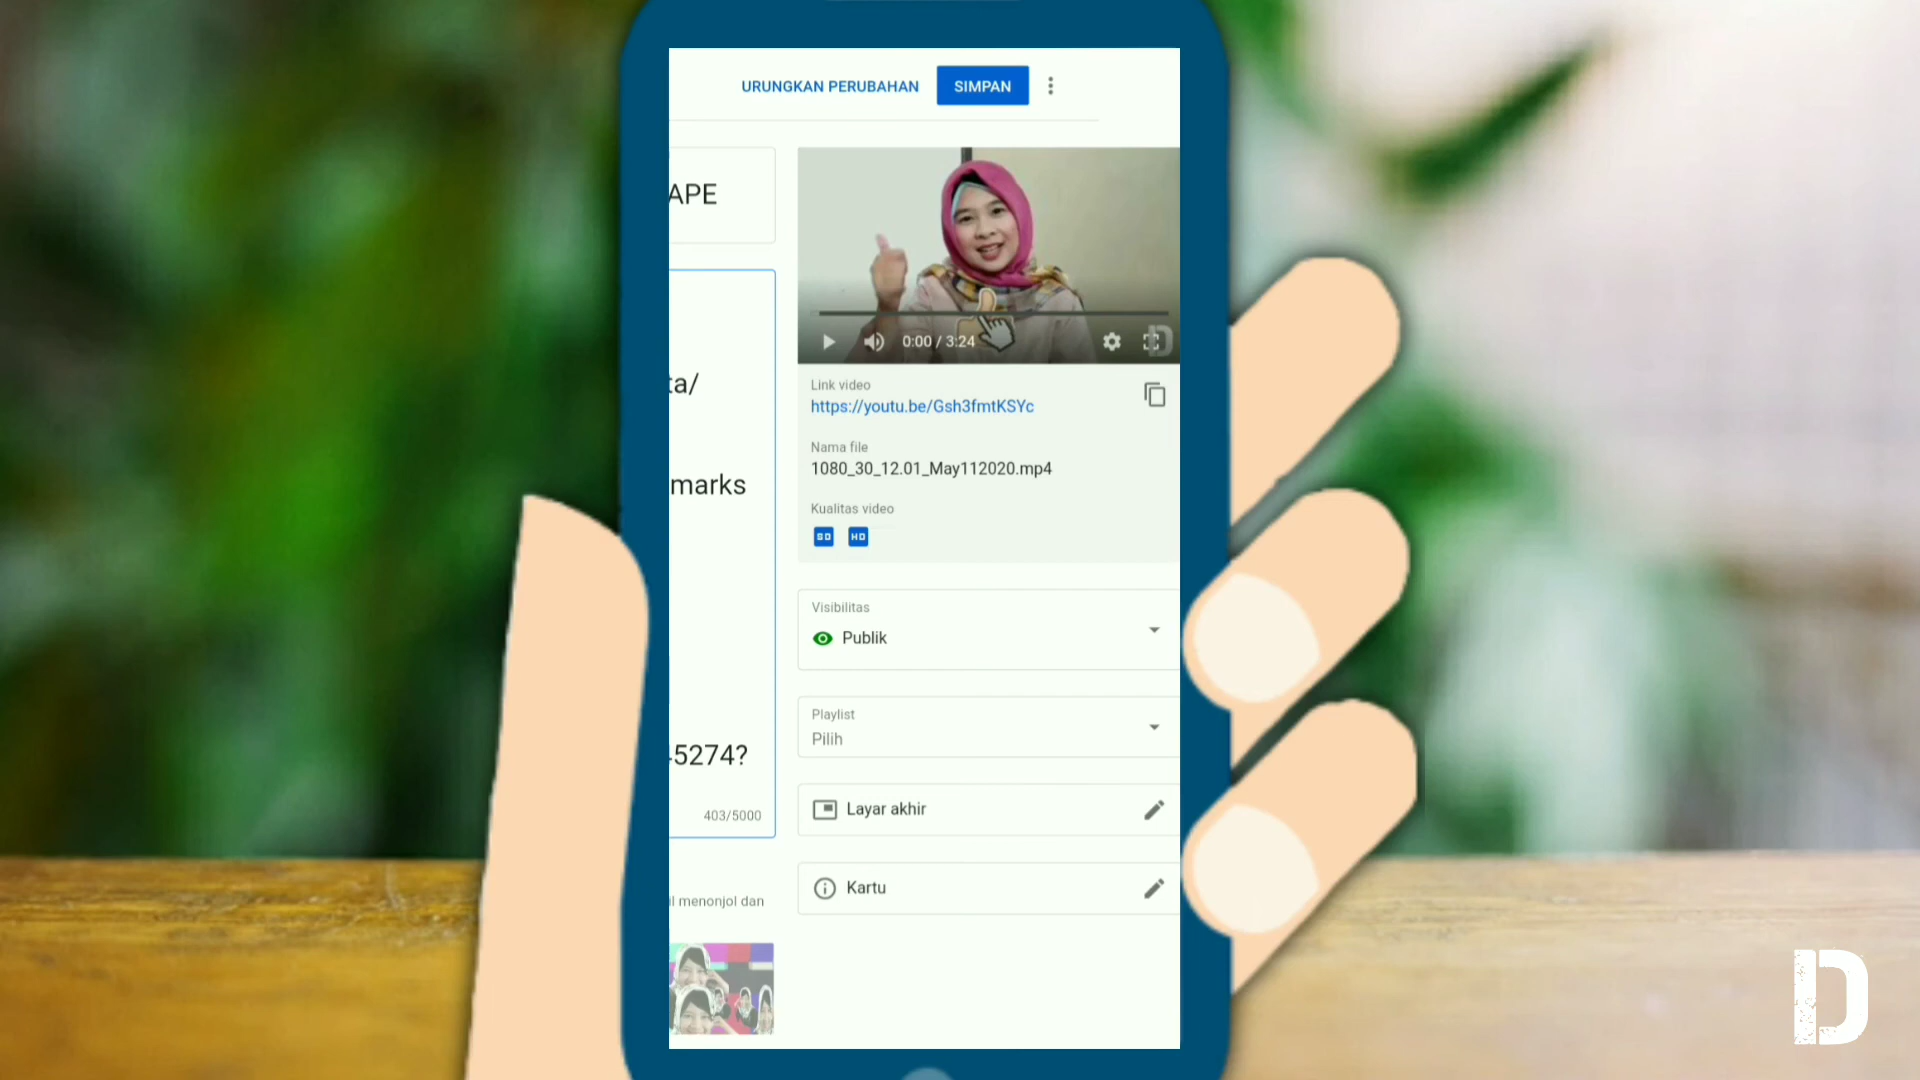 URUNGKAN PERUBAHAN SIMPAN
APE
ta/
marks
45274?
403/5000
l menonjol dan
0:00 / 3:24
Link video
https://youtu.be/Gsh3fmtKSYc
Nama file
1080_30_12.01_May112020.mp4
Kualitas video
SD HD
Visibilitas
Publik
Playlist
Pilih
Layar akhir
Kartu
D